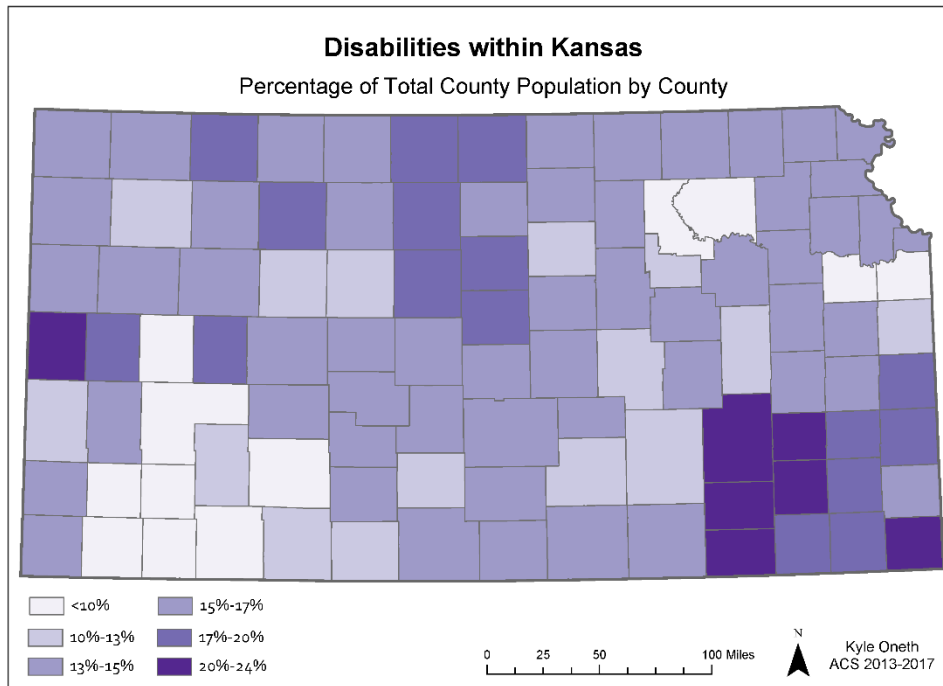 Disabilities within Kansas
Percentage of Total County Population by County
<10%
10%-13%
13%-15%
15%-17%
17%-20%
20%-24%
0 25 50 100 Miles
N
Kyle Oneth
ACS 2013-2017